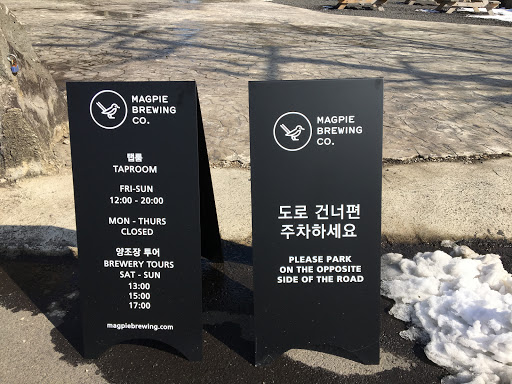 MAGPIE
BREWING
CO.
탭룸
TAPROOM
FRI-SUN
12:00 - 20:00
MON - THURS
CLOSED
양조장 투어
BREWERY TOURS
SAT - SUN
13:00
15:00
17:00
magpiebrewing.com
MAGPIE
BREWING
CO.
도로 건너편
주차하세요
PLEASE PARK
ON THE OPPOSITE
SIDE OF THE ROAD